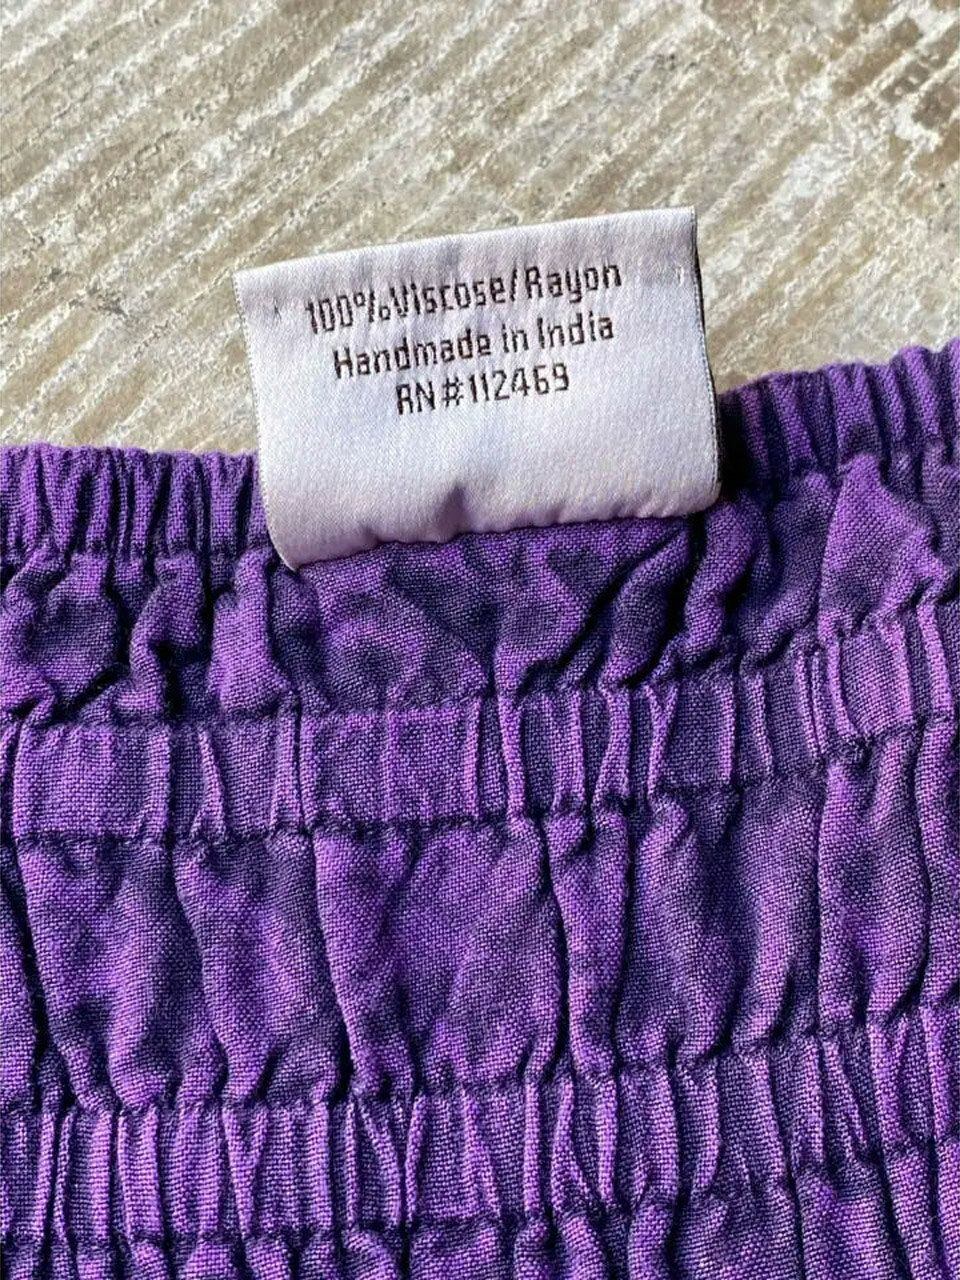 100%Viscose/Rayon
Handmade in India
RN#112469